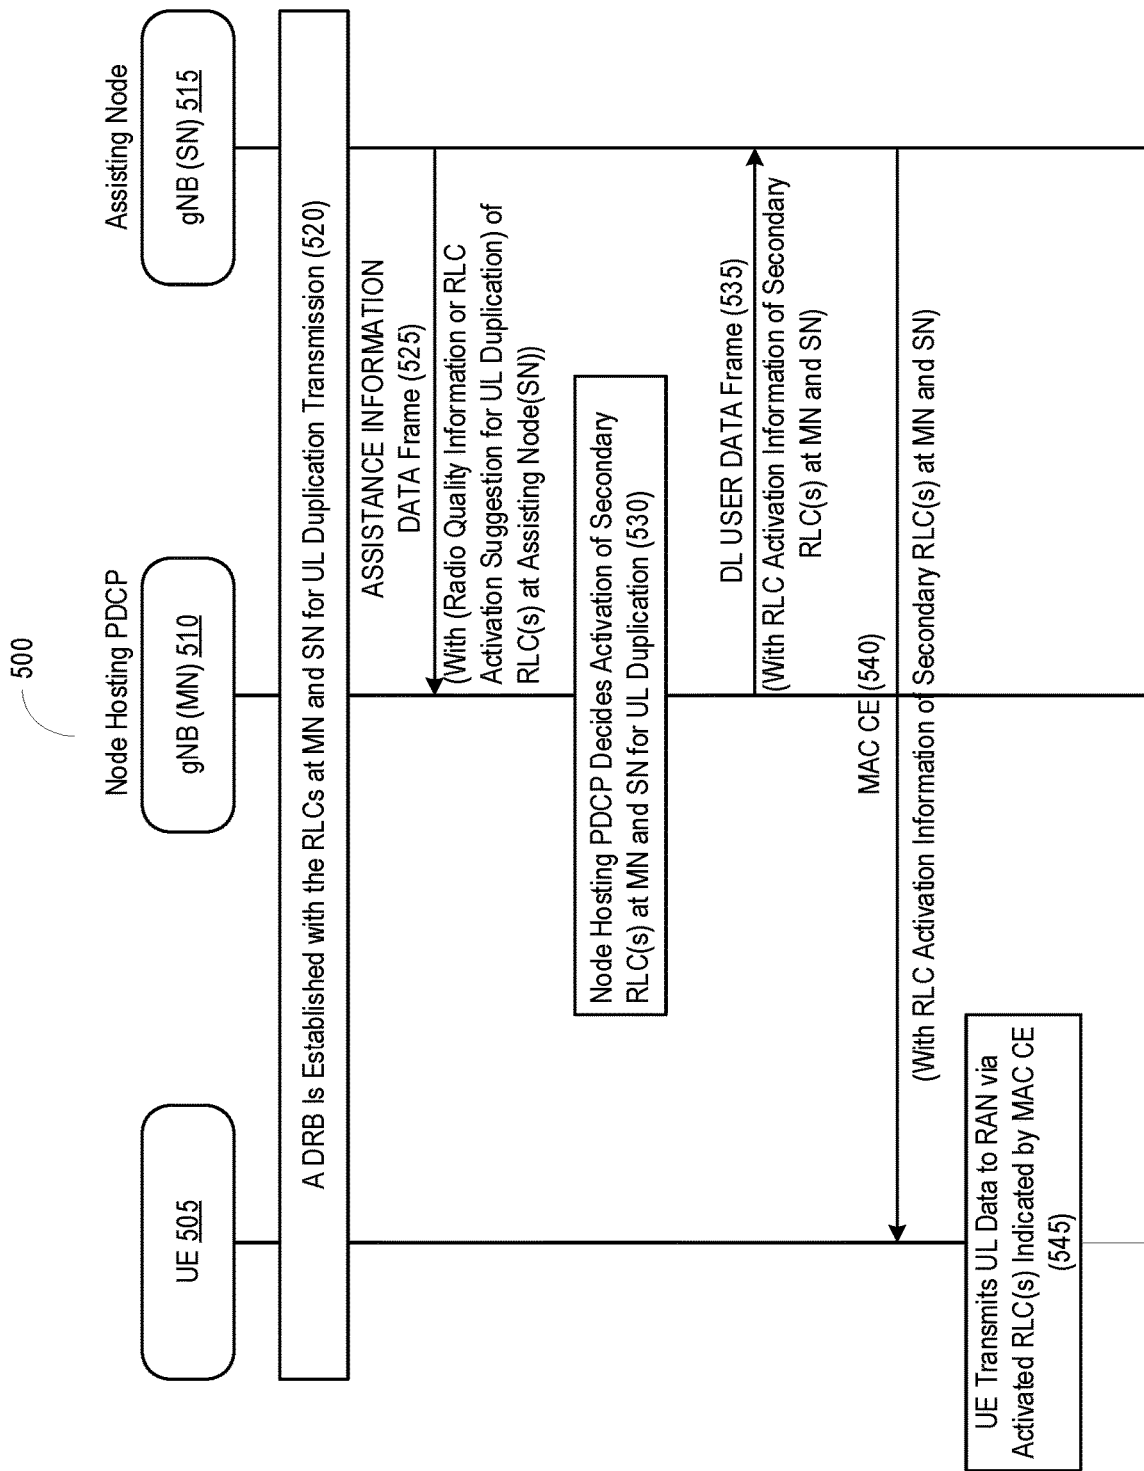 500
Node Hosting PDCP
Assisting Node
UE 505
gNB (MN) 510
gNB (SN) 515
A DRB Is Established with the RLCs at MN and SN for UL Duplication Transmission (520)
ASSISTANCE INFORMATION
DATA Frame (525)
(With (Radio Quality Information or RLC
Activation Suggestion for UL Duplication) of
RLC(s) at Assisting Node(SN))
Node Hosting PDCP Decides Activation of Secondary
RLC(s) at MN and SN for UL Duplication (530)
DL USER DATA Frame (535)
(With RLC Activation Information of Secondary
RLC(s) at MN and SN)
MAC CE (540)
(With RLC Activation Information of Secondary RLC(s) at MN and SN)
UE Transmits UL Data to RAN via
Activated RLC(s) Indicated by MAC CE
(545)